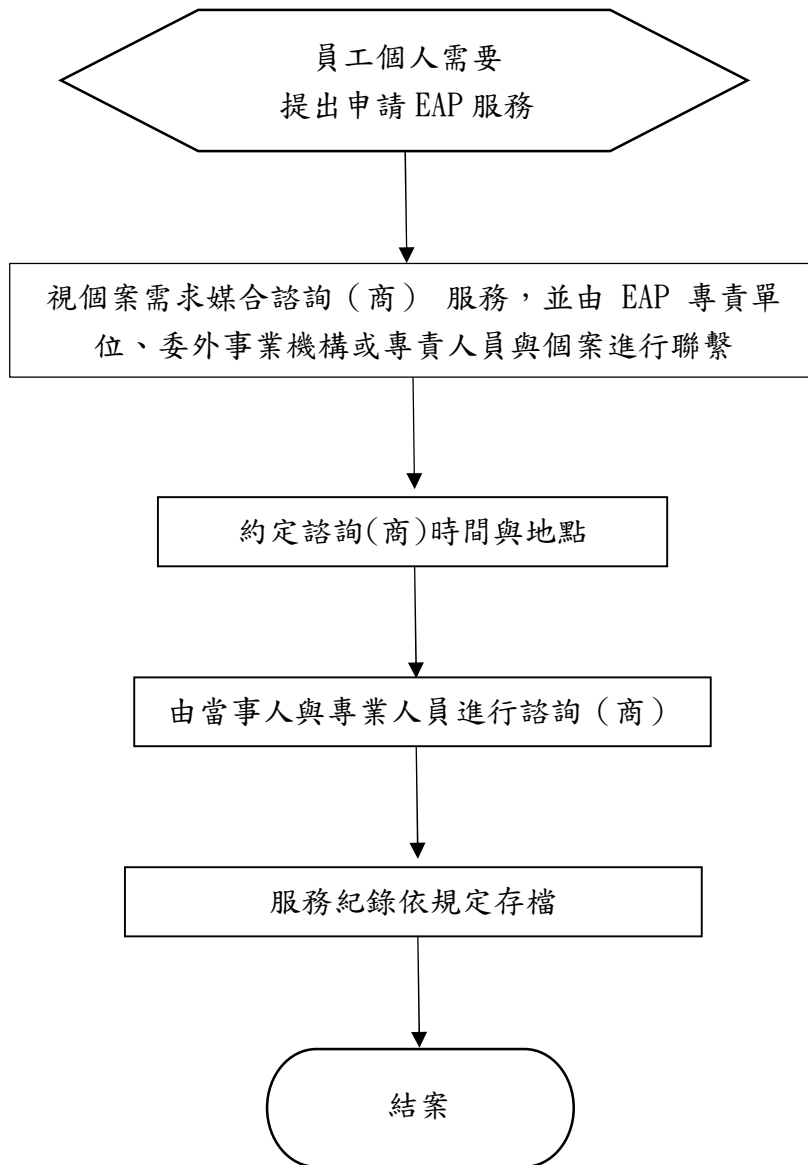 員工個人需要
提出申請 EAP 服務
視個案需求媒合諮詢（商） 服務，並由 EAP 專責單
位、委外事業機構或專責人員與個案進行聯繫
約定諮詢(商)時間與地點
由當事人與專業人員進行諮詢（商）
服務紀錄依規定存檔
結案